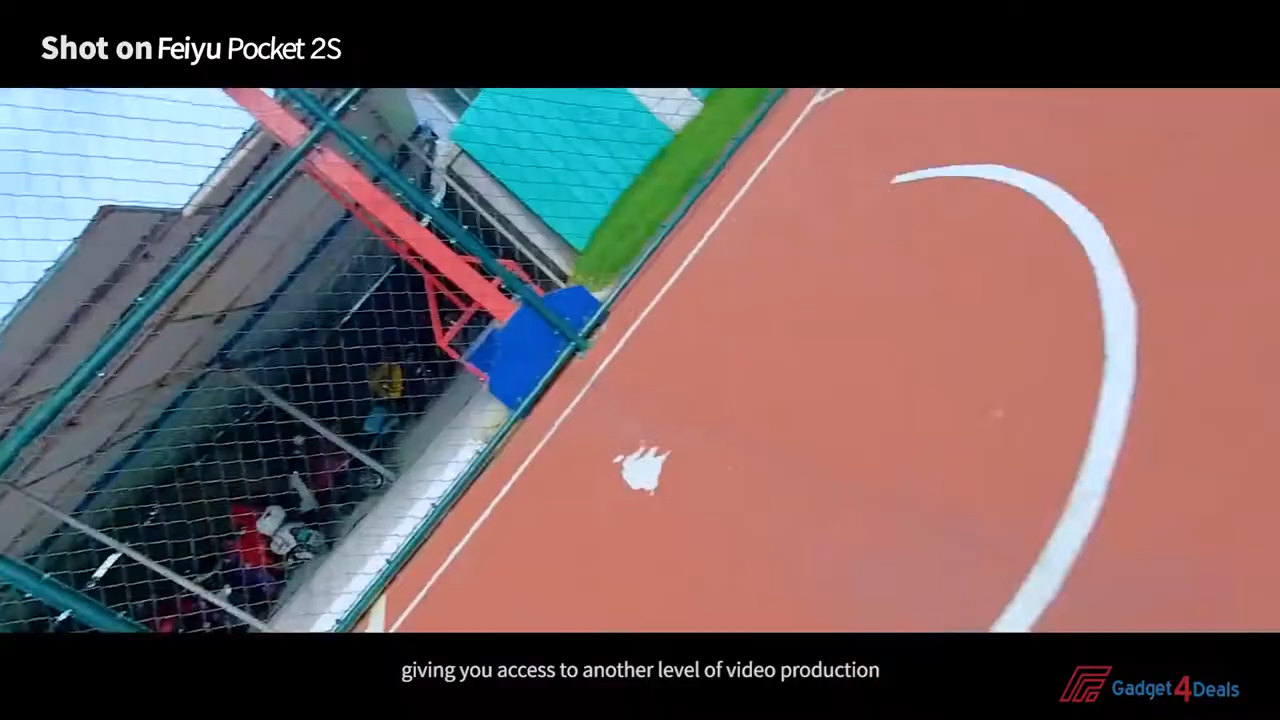 Shot on Feiyu Pocket 2S
giving you access to another level of video production
Gadget4Deals